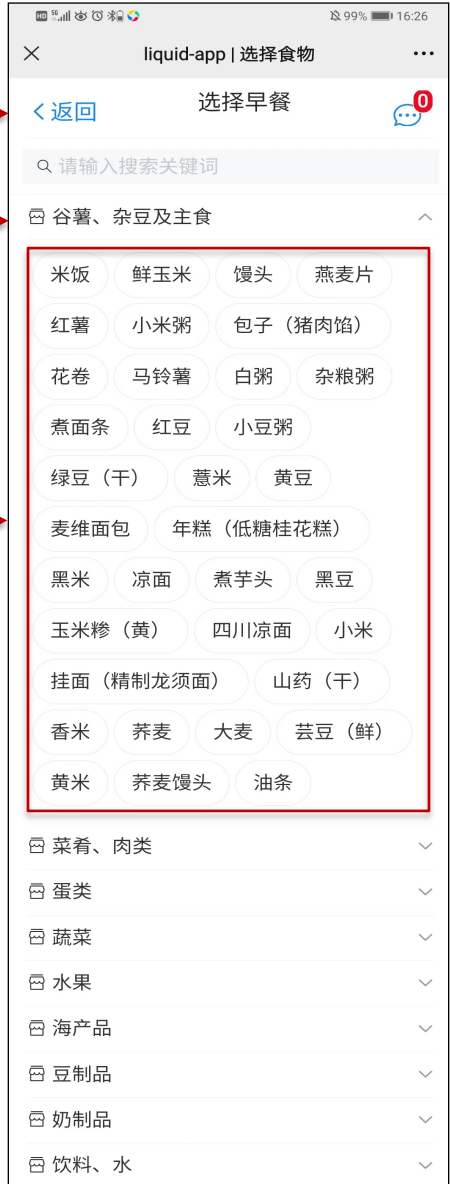 HD 5G 99% 16:26
liquid-app | 选择食物
返回 选择早餐 0
请输入搜索关键词
谷薯、杂豆及主食
米饭 鲜玉米 馒头 燕麦片
红薯 小米粥 包子（猪肉馅）
花卷 马铃薯 白粥 杂粮粥
煮面条 红豆 小豆粥
绿豆（干） 薏米 黄豆
麦维面包 年糕（低糖桂花糕）
黑米 凉面 煮芋头 黑豆
玉米糁（黄） 四川凉面 小米
挂面（精制龙须面） 山药（干）
香米 荞麦 大麦 芸豆（鲜）
黄米 荞麦馒头 油条
菜肴、肉类
蛋类
蔬菜
水果
海产品
豆制品
奶制品
饮料、水